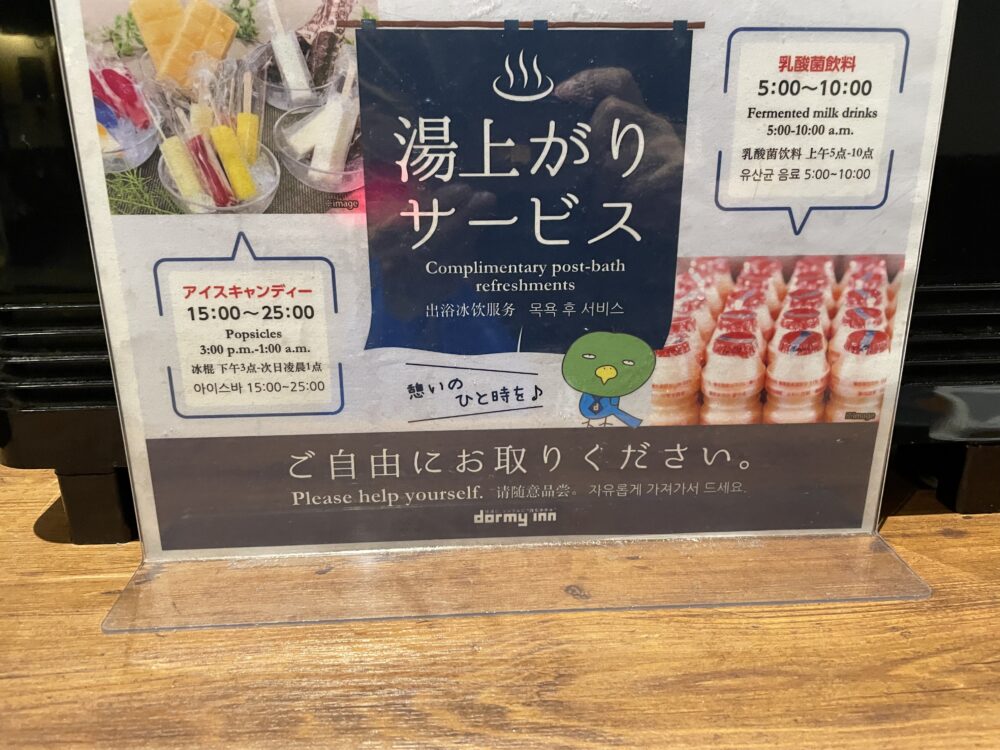 ※image
湯上がり
サービス
Complimentary post-bath
refreshments
出浴冰饮服务 목욕 후 서비스
乳酸菌飲料
5:00～10:00
Fermented milk drinks
5:00-10:00 a.m.
乳酸菌饮料 上午5点-10点
유산균 음료 5:00~10:00
アイスキャンディー
15:00～25:00
Popsicles
3:00 p.m.-1:00 a.m.
冰棍 下午3点-次日凌晨1点
아이스바 15:00~25:00
憩いの
ひと時を♪
※image
ご自由にお取りください。
Please help yourself. 请随意品尝。 자유롭게 가져가서 드세요.
dormy inn